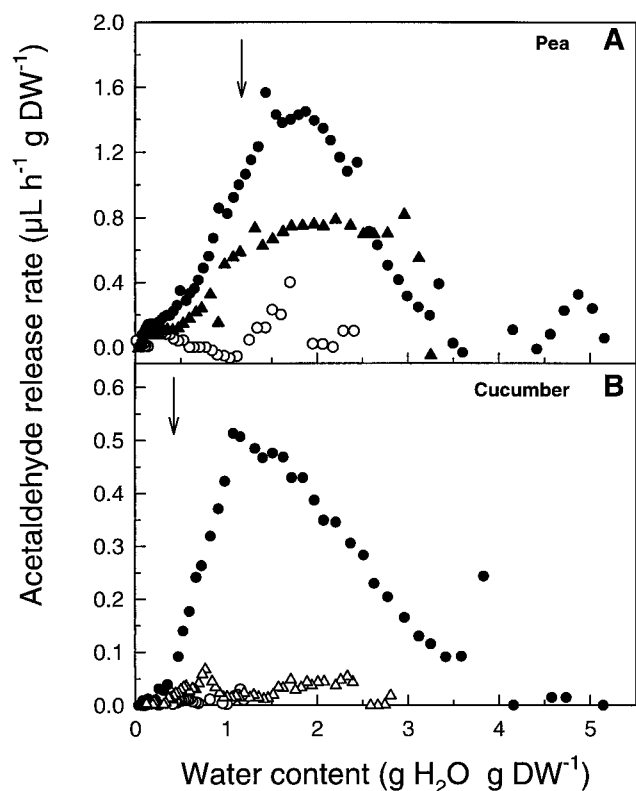 Acetaldehyde release rate (µL h⁻¹ g DW⁻¹)
2.0
Pea
A
1.6
1.2
0.8
0.4
0.0
0.6
Cucumber
B
0.5
0.4
0.3
0.2
0.1
0.0
0 1 2 3 4 5
Water content (g H₂O g DW⁻¹)